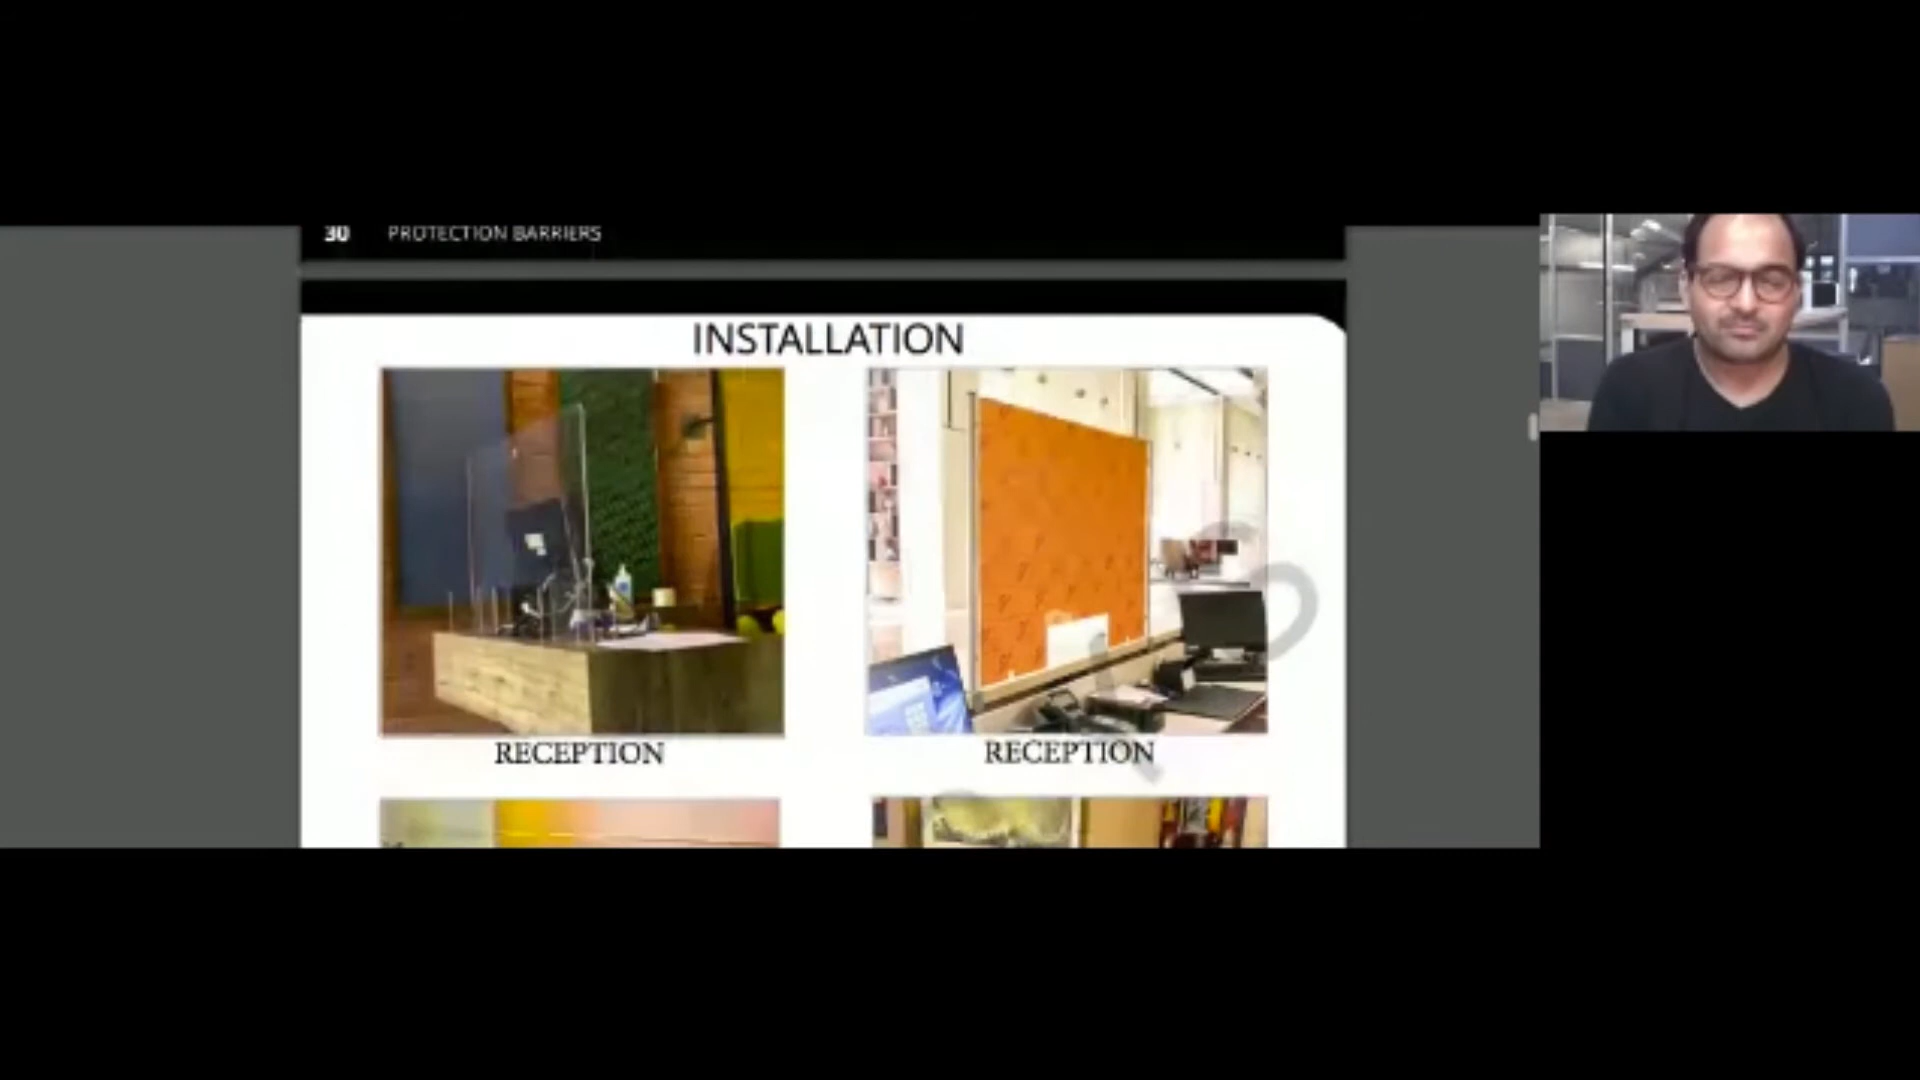 30 PROTECTION BARRIERS
INSTALLATION
RECEPTION RECEPTION